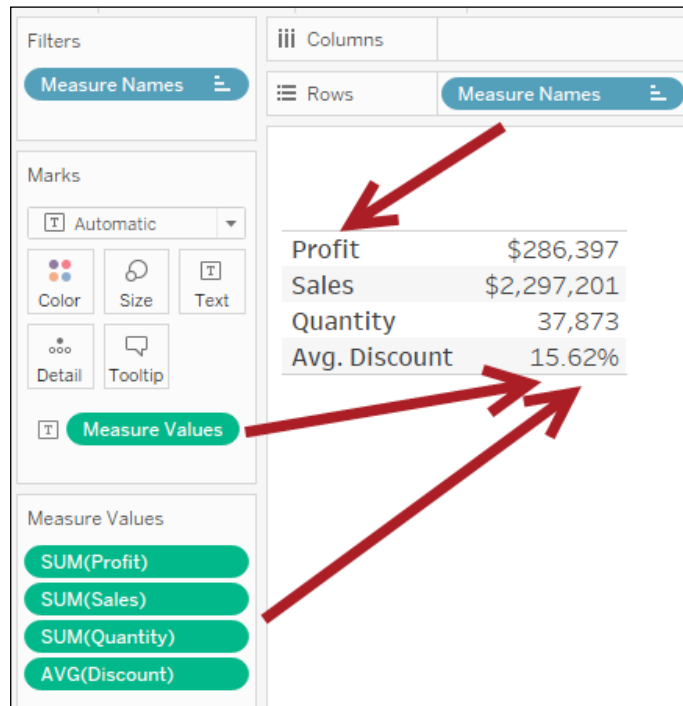 Filters
Measure Names
Columns
Rows
Measure Names
Marks
T Automatic
Color
Size
T
Text
Detail
Tooltip
T Measure Values
Profit $286,397
Sales $2,297,201
Quantity 37,873
Avg. Discount 15.62%
Measure Values
SUM(Profit)
SUM(Sales)
SUM(Quantity)
AVG(Discount)